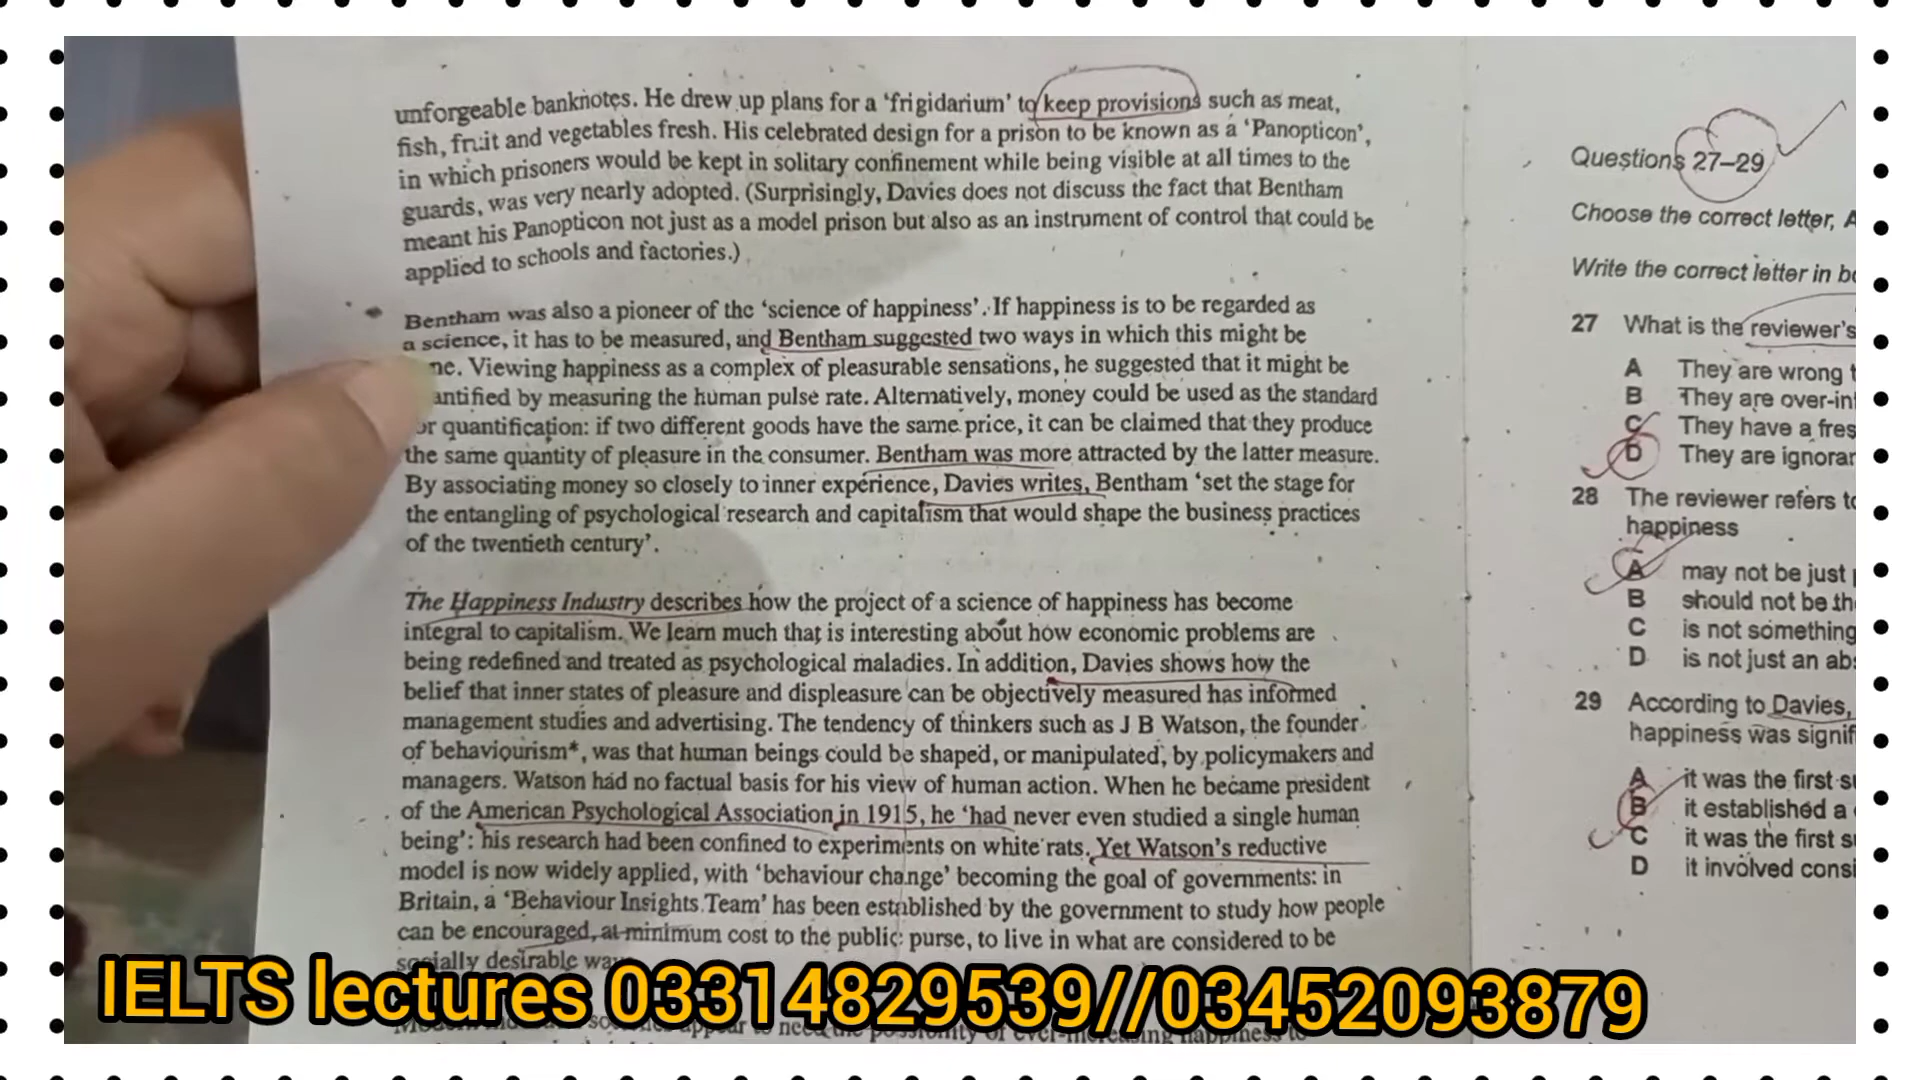 unforgeable banknotes. He drew up plans for a ‘frigidarium’ to keep provisions such as meat,
fish, fruit and vegetables fresh. His celebrated design for a prison to be known as a ‘Panopticon’,
in which prisoners would be kept in solitary confinement while being visible at all times to the
guards, was very nearly adopted. (Surprisingly, Davies does not discuss the fact that Bentham
meant his Panopticon not just as a model prison but also as an instrument of control that could be
applied to schools and factories.)
Bentham was also a pioneer of the ‘science of happiness’. If happiness is to be regarded as
a science, it has to be measured, and Bentham suggested two ways in which this might be
ne. Viewing happiness as a complex of pleasurable sensations, he suggested that it might be
antified by measuring the human pulse rate. Alternatively, money could be used as the standard
or quantification: if two different goods have the same price, it can be claimed that they produce
the same quantity of pleasure in the consumer. Bentham was more attracted by the latter measure.
By associating money so closely to inner experience, Davies writes, Bentham ‘set the stage for
the entangling of psychological research and capitalism that would shape the business practices
of the twentieth century’.
The Happiness Industry describes how the project of a science of happiness has become
integral to capitalism. We learn much that is interesting about how economic problems are
being redefined and treated as psychological maladies. In addition, Davies shows how the
belief that inner states of pleasure and displeasure can be objectively measured has informed
management studies and advertising. The tendency of thinkers such as J B Watson, the founder
of behaviourism*, was that human beings could be shaped, or manipulated, by policymakers and
managers. Watson had no factual basis for his view of human action. When he became president
of the American Psychological Association in 1915, he ‘had never even studied a single human
being’: his research had been confined to experiments on white rats. Yet Watson’s reductive
model is now widely applied, with ‘behaviour change’ becoming the goal of governments: in
Britain, a ‘Behaviour Insights Team’ has been established by the government to study how people
can be encouraged, at minimum cost to the public purse, to live in what are considered to be
socially desirable
Questions 27–29
Choose the correct letter, A
Write the correct letter in
27 What is the reviewer's
A They are wrong
B They are over-in
C They have a fres
D They are ignorar
28 The reviewer refers to
happiness
A may not be just
B should not be th
C is not something
D is not just an abs
29 According to Davies,
happiness was signif
A it was the first s
B it established a
C it was the first s
D it involved consi
IELTS lectures 03314829539//03452093879